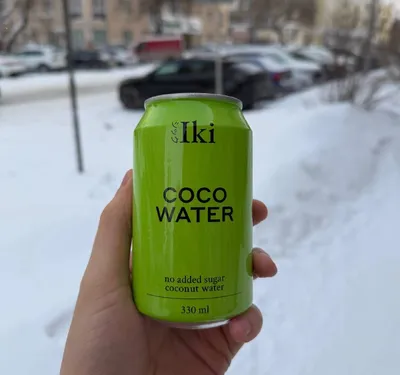 Iki
COCO
WATER
no added sugar
coconut water
330 ml